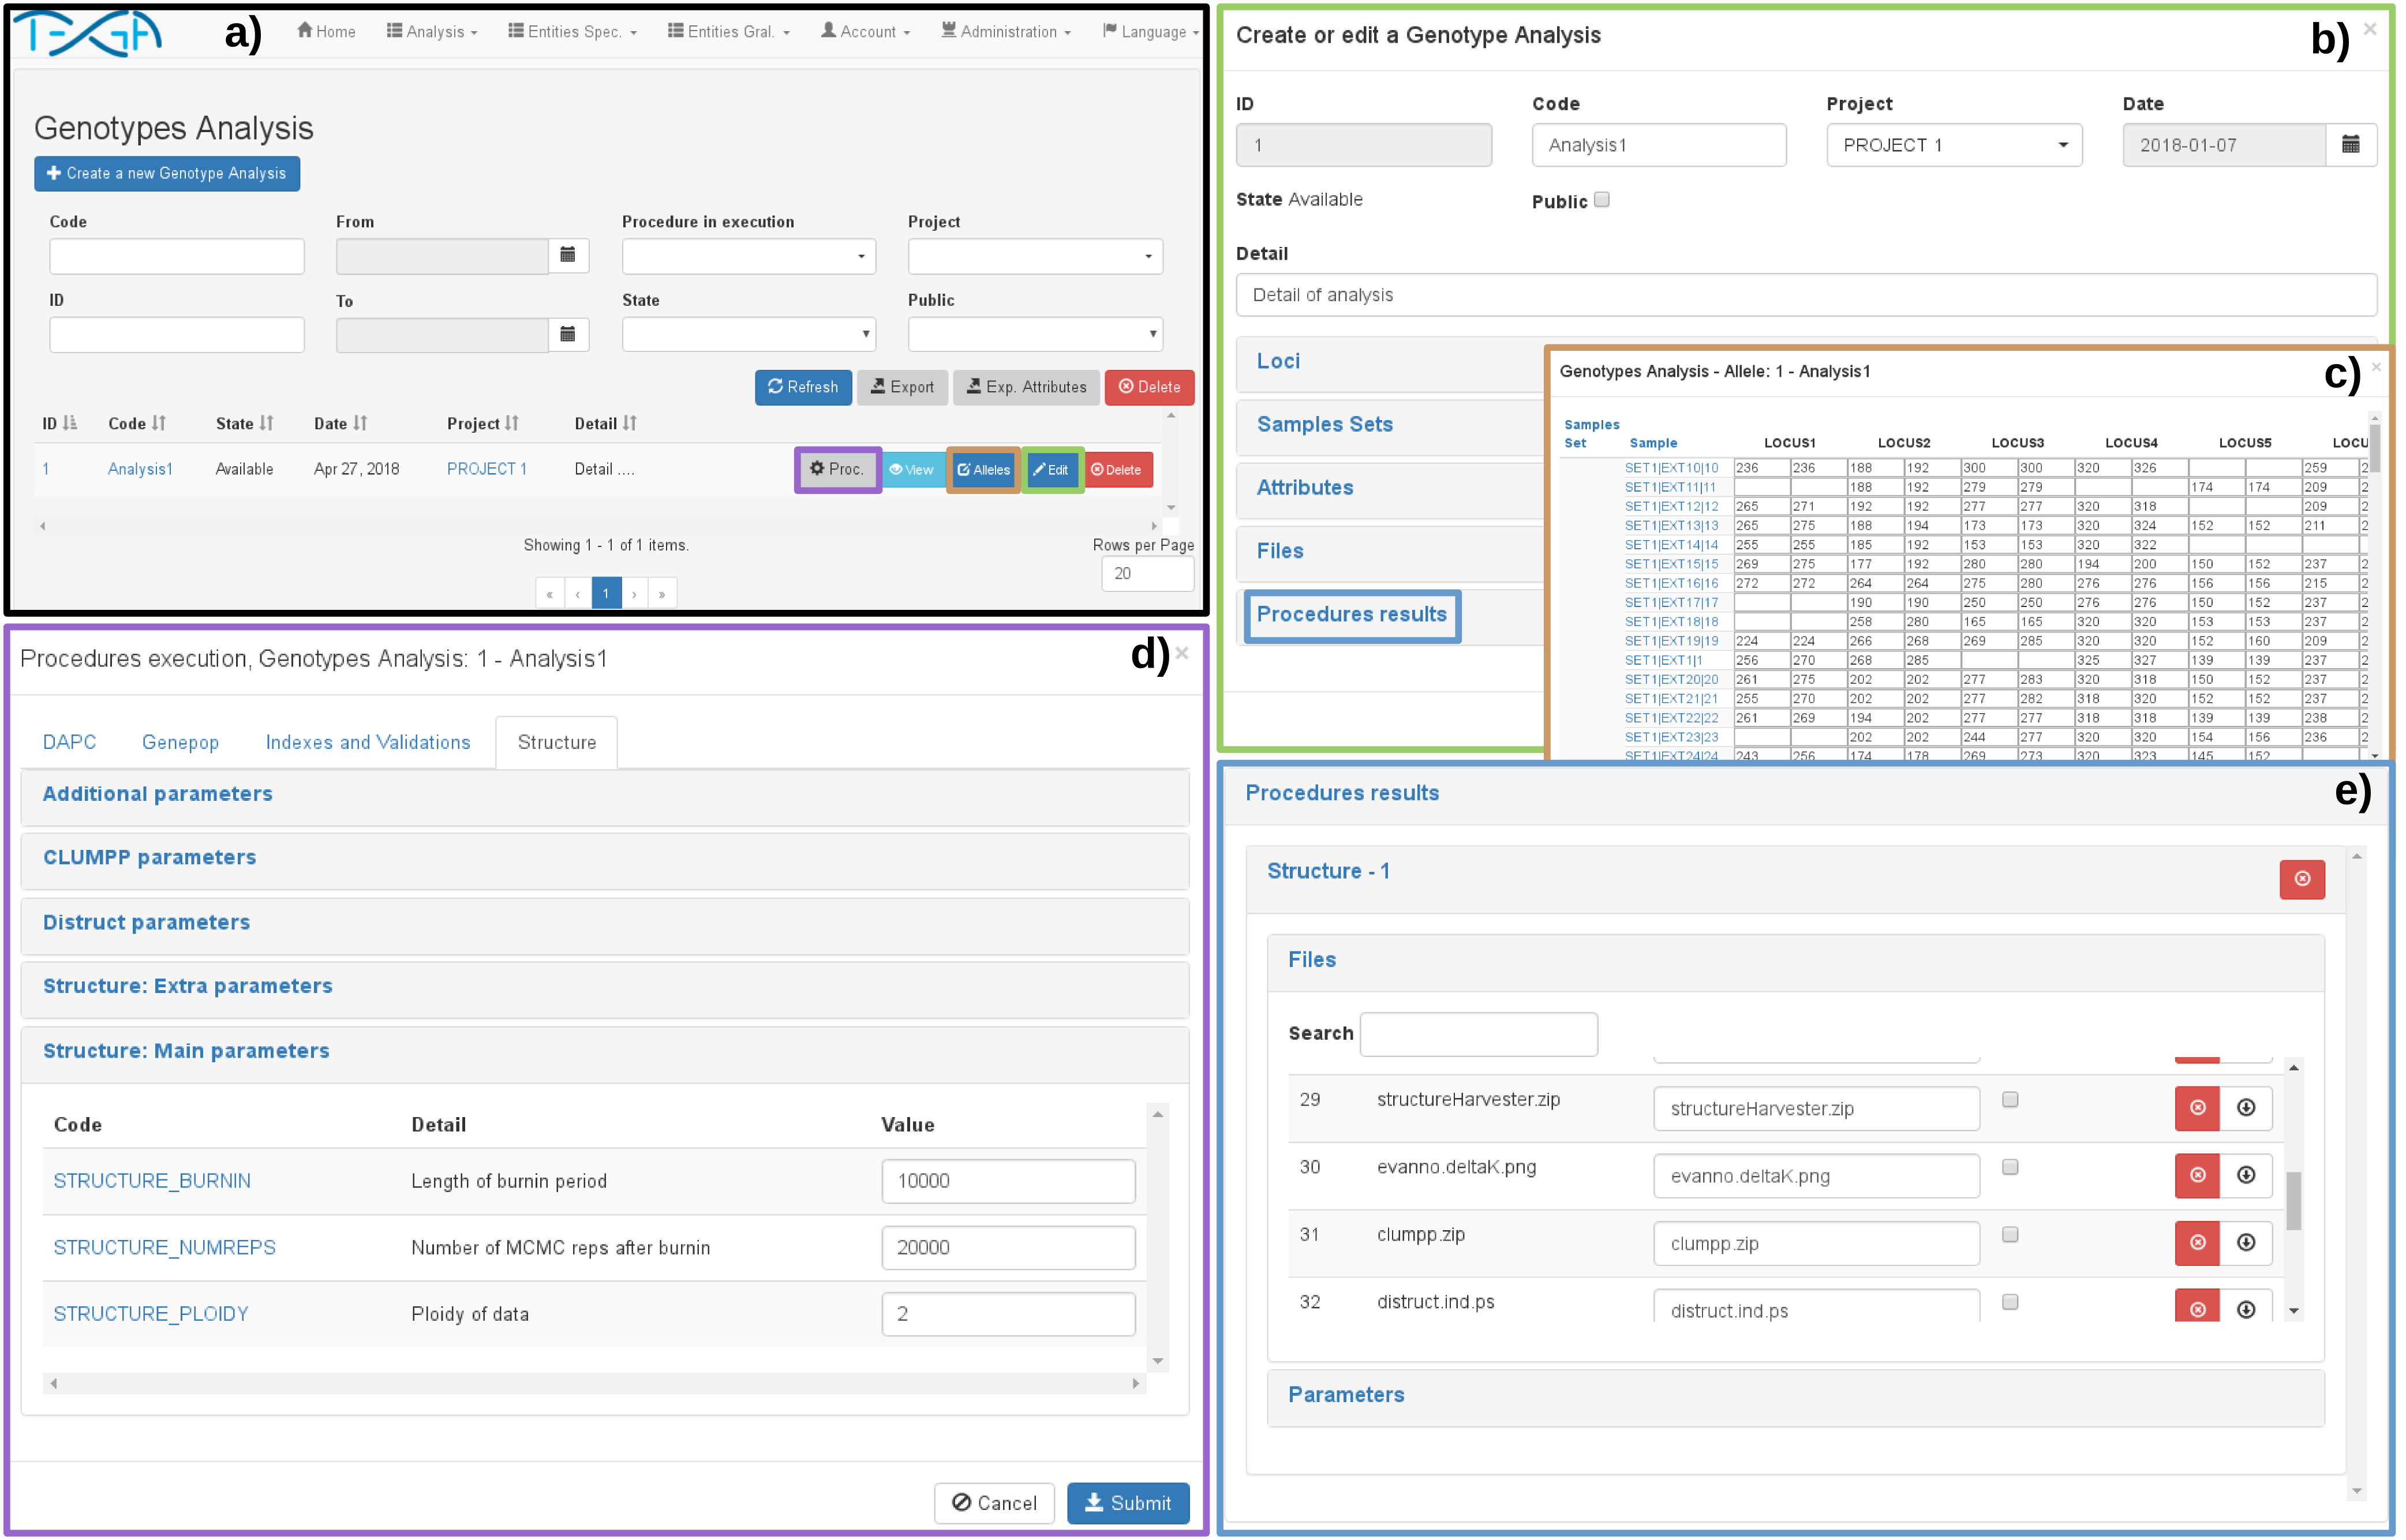 TEXGA
a)
Home Analysis Entities Spec. Entities Gral. Account Administration Language
Genotypes Analysis
Create a new Genotype Analysis
Code From Procedure in execution Project
ID To State Public
Refresh Export Exp. Attributes Delete
ID Code State Date Project Detail
1 Analysis1 Available Apr 27, 2018 PROJECT 1 Detail .... Proc. View Alleles Edit Delete
Showing 1 - 1 of 1 items.
Rows per Page
20
« ‹ 1 › »
b)
Create or edit a Genotype Analysis ×
ID Code Project Date
1 Analysis1 PROJECT 1 2018-01-07
State Available Public
Detail
Detail of analysis
Loci
Samples Sets
Attributes
Files
Procedures results
c)
Genotypes Analysis - Allele: 1 - Analysis1 ×
Samples
Set Sample LOCUS1 LOCUS2 LOCUS3 LOCUS4 LOCUS5 LOCU
SET1|EXT10|10 236 236 188 192 300 300 320 326 259 2
SET1|EXT11|11 188 192 279 279 174 174 209 2
SET1|EXT12|12 265 271 192 192 277 277 320 318 209 2
SET1|EXT13|13 265 275 188 194 173 173 320 324 152 152 211 2
SET1|EXT14|14 255 255 185 192 153 153 320 322
SET1|EXT15|15 269 275 177 192 280 280 194 200 150 152 237 2
SET1|EXT16|16 272 272 264 264 275 280 276 276 156 156 215 2
SET1|EXT17|17 190 190 250 250 276 276 150 152 237 2
SET1|EXT18|18 258 280 165 165 320 320 153 153 237 2
SET1|EXT19|19 224 224 266 268 269 285 320 320 152 160 209 2
SET1|EXT1|1 256 270 268 285 325 327 139 139 237 2
SET1|EXT20|20 261 275 202 202 277 283 320 318 150 152 237 2
SET1|EXT21|21 255 270 202 202 277 282 318 320 152 152 237 2
SET1|EXT22|22 261 269 194 202 277 277 318 318 139 139 238 2
SET1|EXT23|23 202 202 244 277 320 320 154 156 236 2
SET1|EXT24|24 243 256 174 178 269 273 320 323 145 152
d)
Procedures execution, Genotypes Analysis: 1 - Analysis1 ×
DAPC Genepop Indexes and Validations Structure
Additional parameters
CLUMPP parameters
Distruct parameters
Structure: Extra parameters
Structure: Main parameters
Code Detail Value
STRUCTURE_BURNIN Length of burnin period 10000
STRUCTURE_NUMREPS Number of MCMC reps after burnin 20000
STRUCTURE_PLOIDY Ploidy of data 2
Cancel Submit
e)
Procedures results
Structure - 1
Files
Search
29 structureHarvester.zip structureHarvester.zip
30 evanno.deltaK.png evanno.deltaK.png
31 clumpp.zip clumpp.zip
32 distruct.ind.ps distruct.ind.ps
Parameters